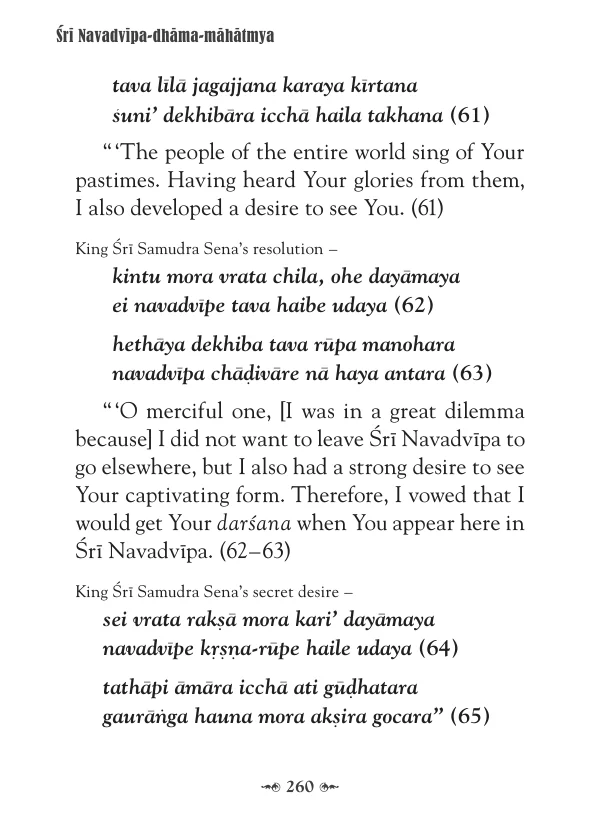 Śrī Navadvīpa-dhāma-māhātmya
tava līlā jagajjana karaya kīrtana
ṡuni’ dekhibāra icchā haila takhana (61)
“ ‘The people of the entire world sing of Your
pastimes. Having heard Your glories from them,
I also developed a desire to see You. (61)
King Śrī Samudra Sena’s resolution –
kintu mora vrata chila, ohe dayāmaya
ei navadvīpe tava haibe udaya (62)
hethāya dekhiba tava rūpa manohara
navadvīpa chāḍivāre nā haya antara (63)
“ ‘O merciful one, [I was in a great dilemma
because] I did not want to leave Śrī Navadvīpa to
go elsewhere, but I also had a strong desire to see
Your captivating form. Therefore, I vowed that I
would get Your darśana when You appear here in
Śrī Navadvīpa. (62–63)
King Śrī Samudra Sena’s secret desire –
sei vrata rakṣā mora kari’ dayāmaya
navadvīpe kṛṣṇa-rūpe haile udaya (64)
tathāpi āmāra icchā ati gūḍhatara
gaurāṅga hauna mora akṣira gocara” (65)
260